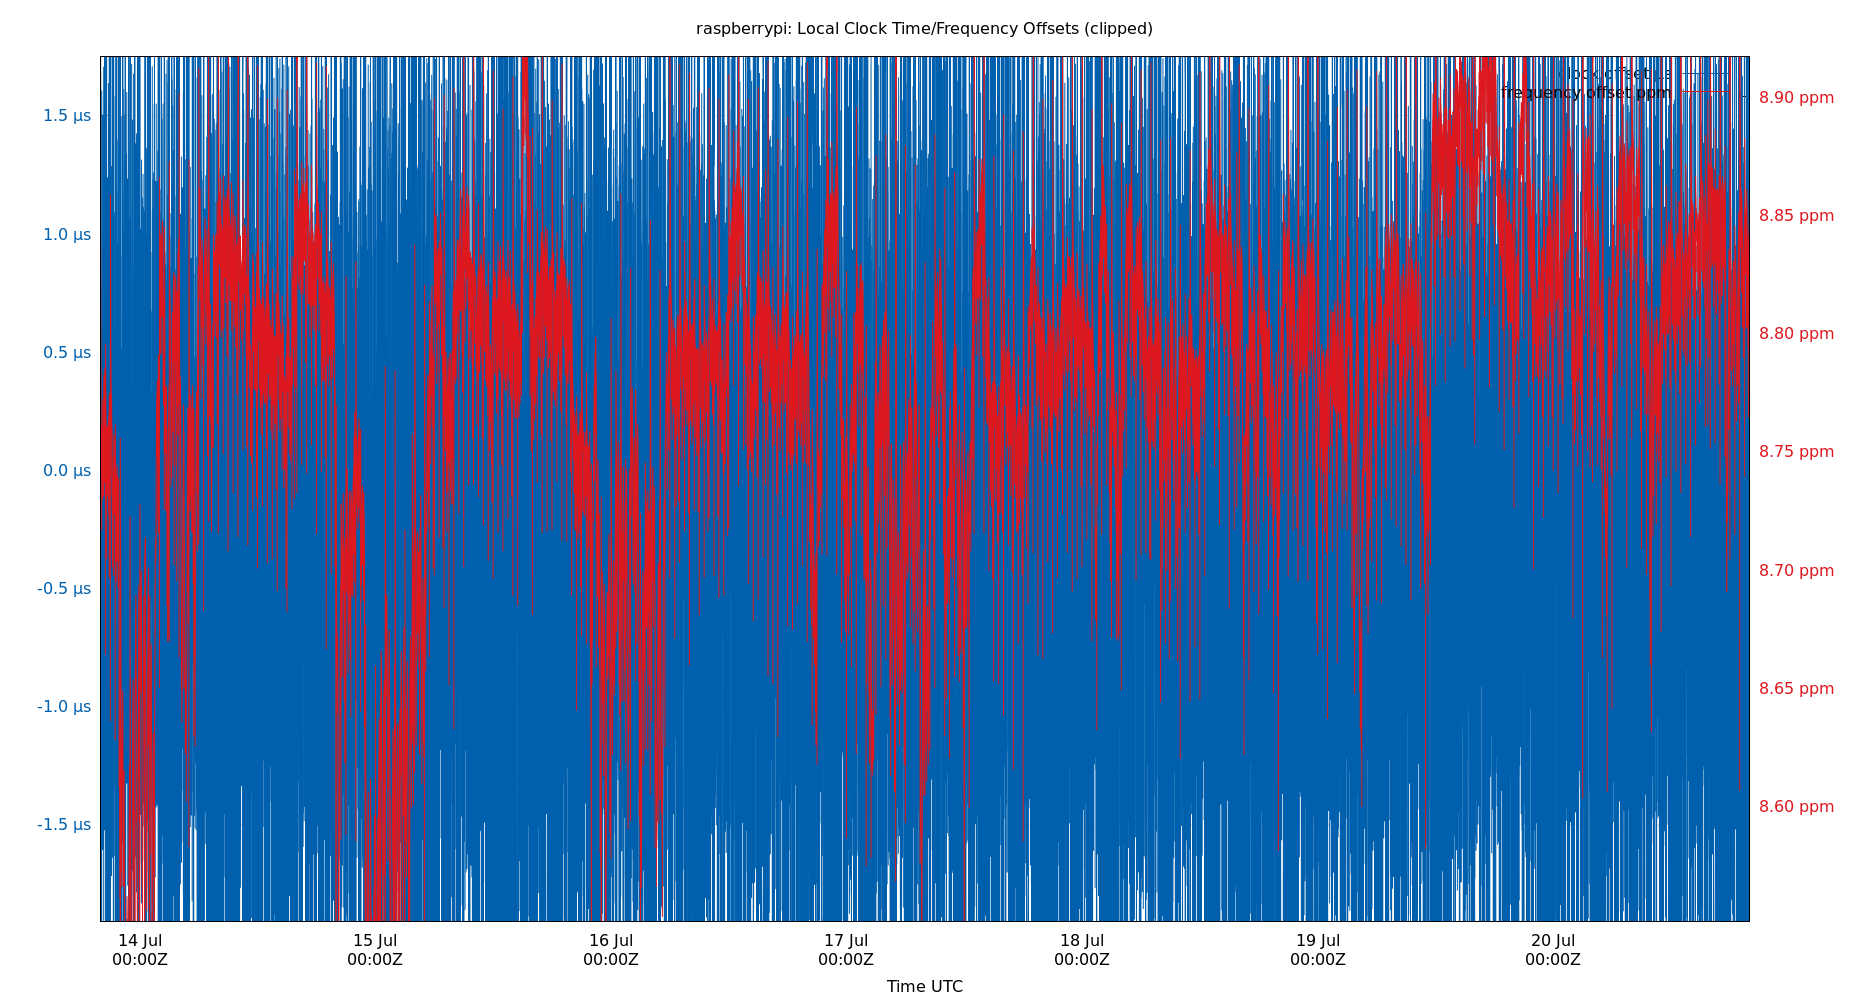 raspberrypi: Local Clock Time/Frequency Offsets (clipped)
clock offset µs
frequency offset ppm
1.5 µs
1.0 µs
0.5 µs
0.0 µs
-0.5 µs
-1.0 µs
-1.5 µs
8.90 ppm
8.85 ppm
8.80 ppm
8.75 ppm
8.70 ppm
8.65 ppm
8.60 ppm
14 Jul 15 Jul 16 Jul 17 Jul 18 Jul 19 Jul 20 Jul
00:00Z 00:00Z 00:00Z 00:00Z 00:00Z 00:00Z 00:00Z
Time UTC